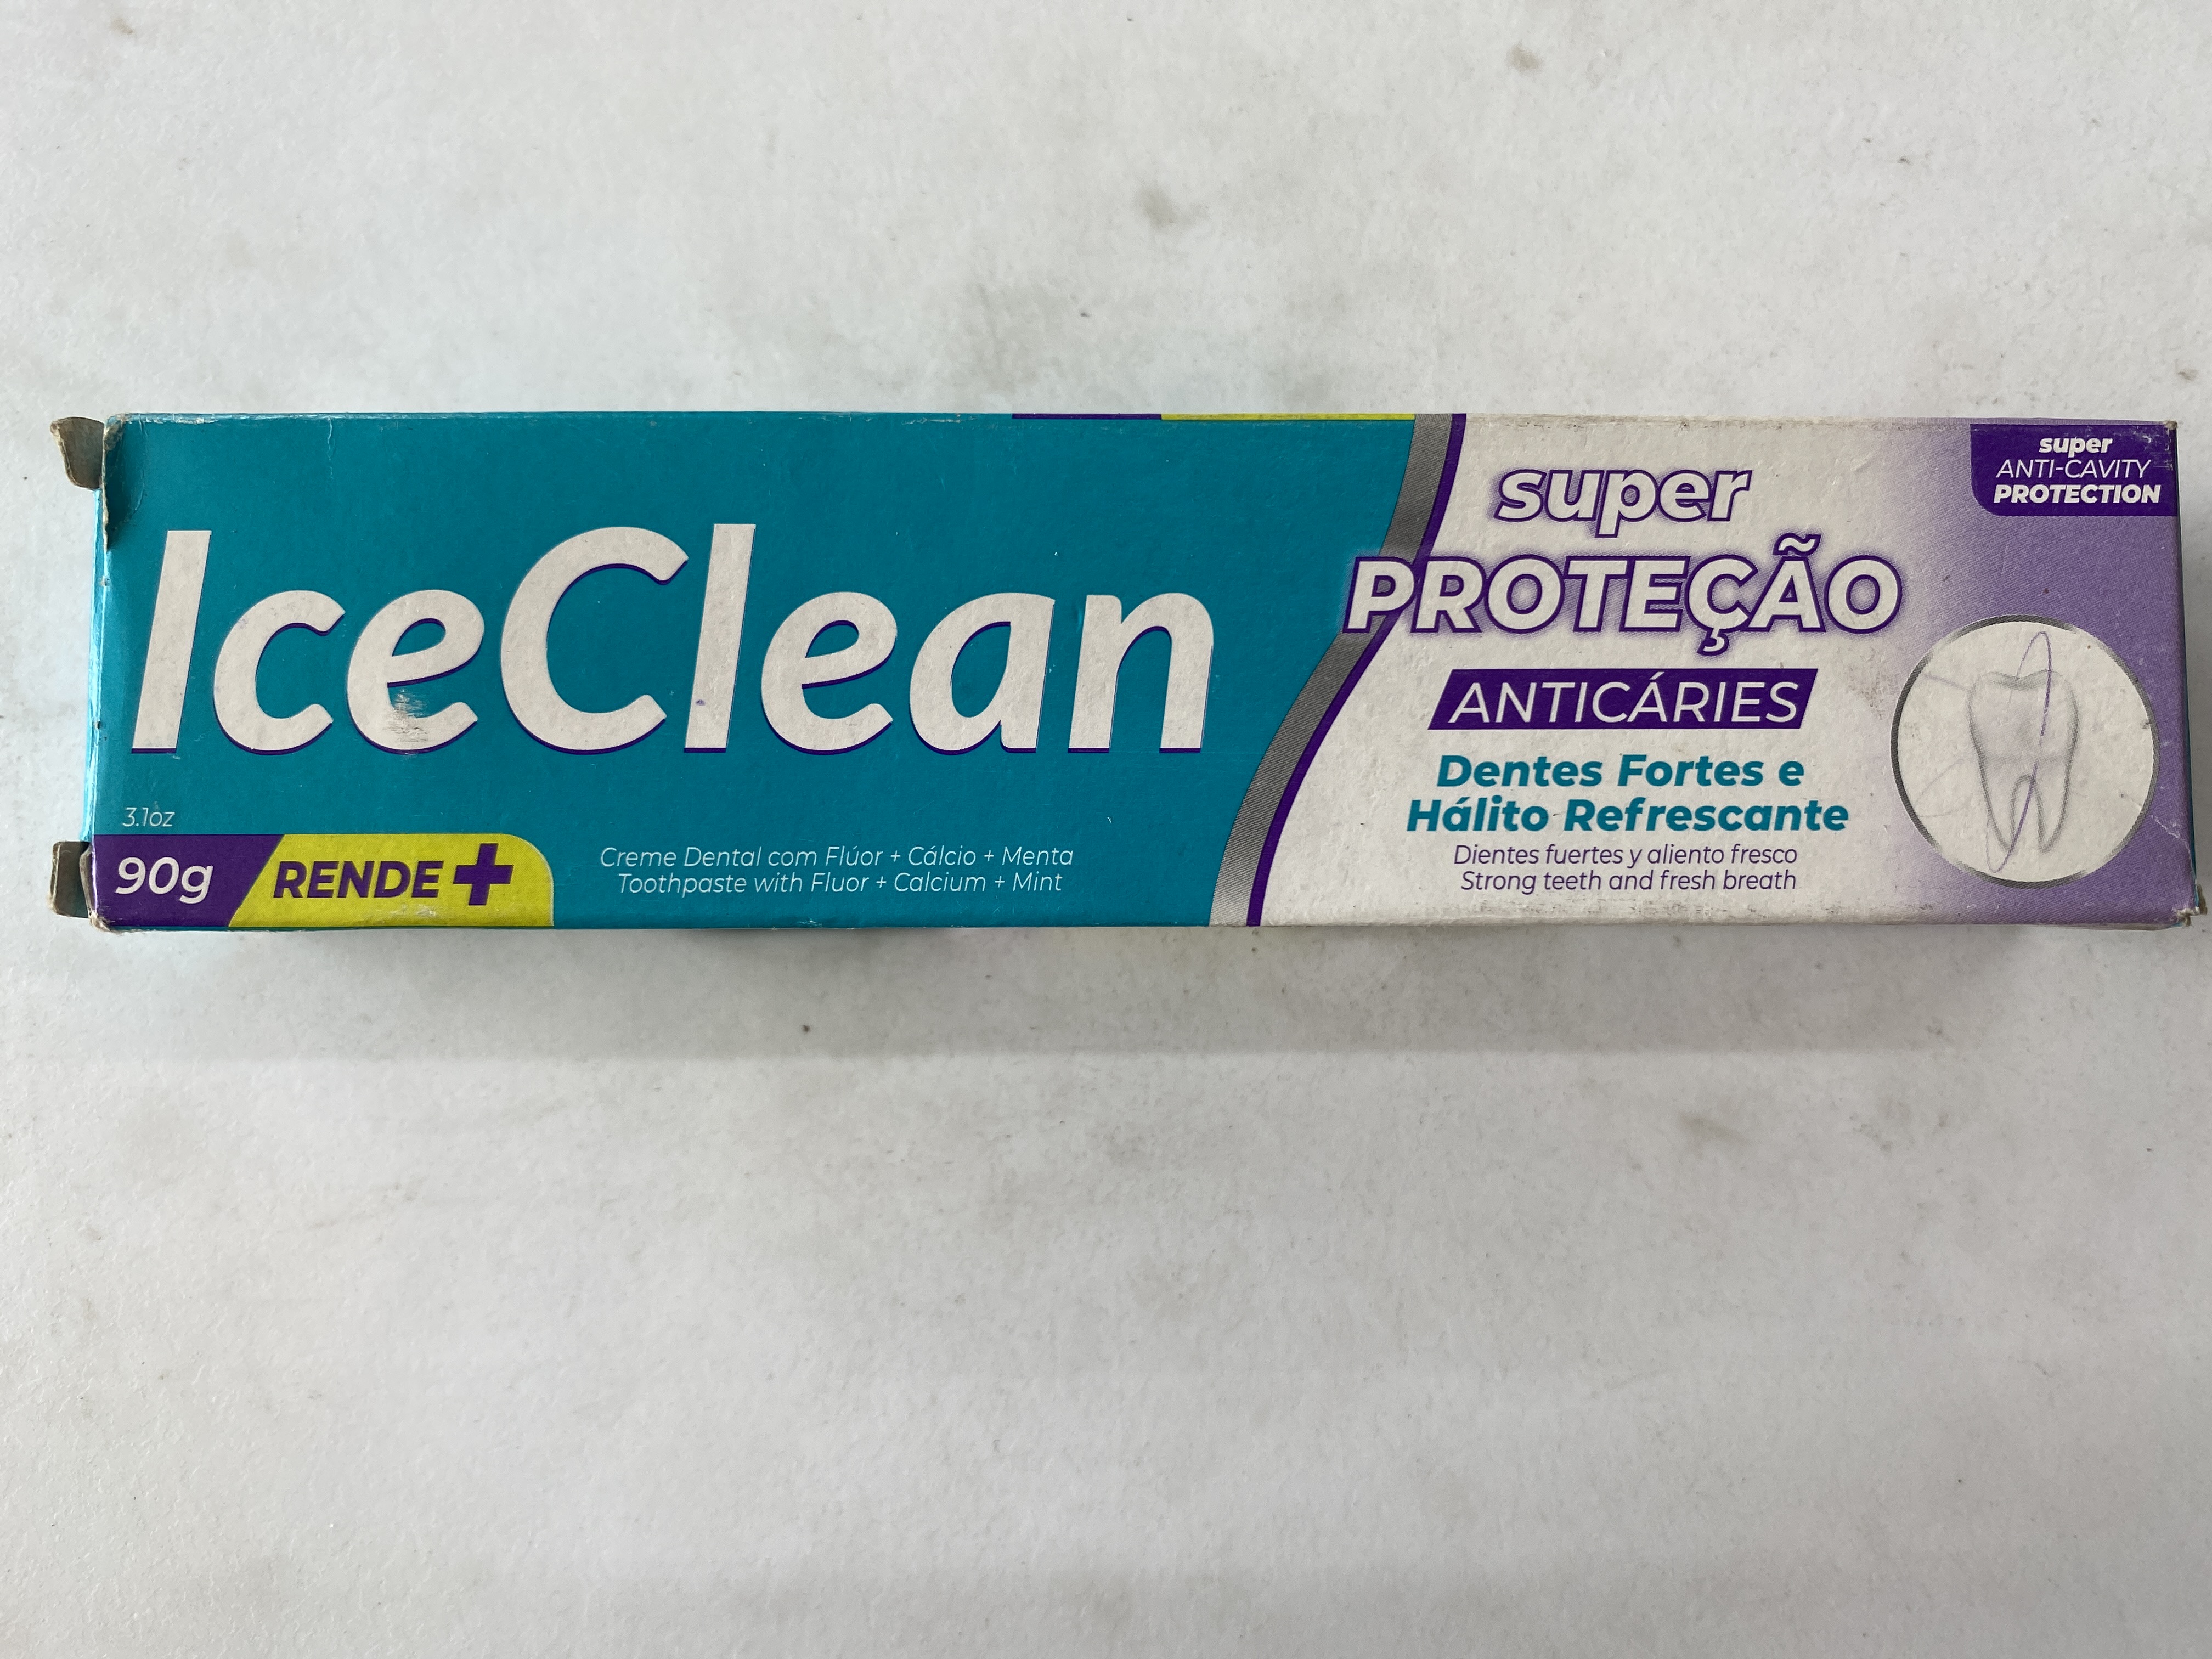 IceClean
3.1oz
90g RENDE +
Creme Dental com Flúor + Cálcio + Menta
Toothpaste with Fluor + Calcium + Mint
super
PROTEÇÃO
ANTICÁRIES
Dentes Fortes e
Hálito Refrescante
Dientes fuertes y aliento fresco
Strong teeth and fresh breath
super
ANTI-CAVITY
PROTECTION